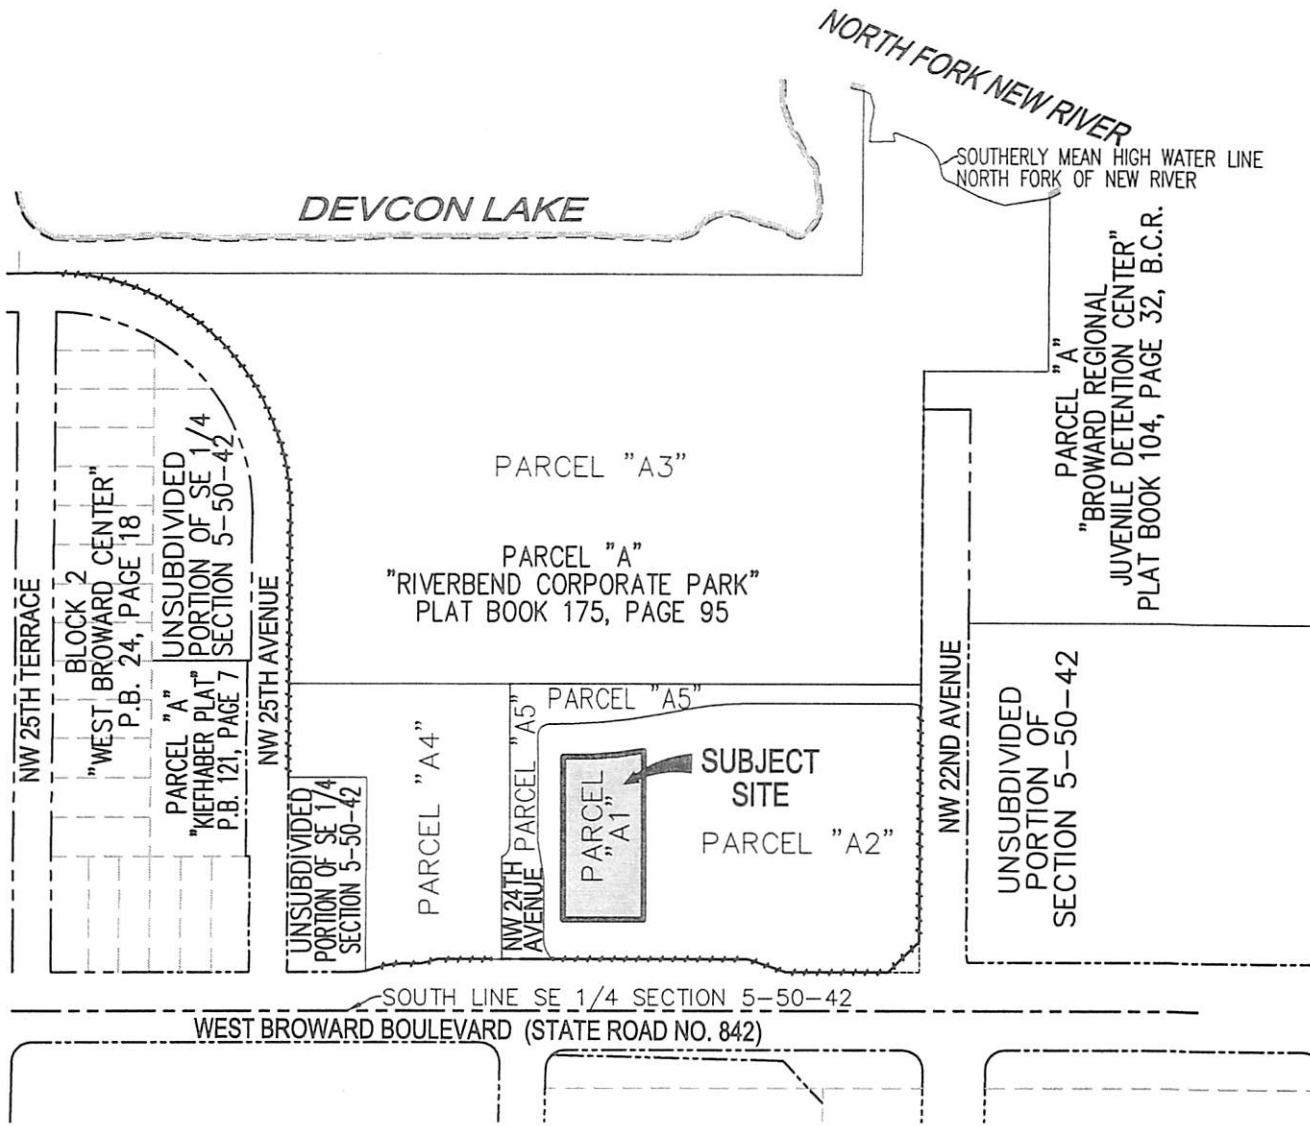 NORTH FORK NEW RIVER
SOUTHERLY MEAN HIGH WATER LINE
NORTH FORK OF NEW RIVER
DEVCON LAKE
PARCEL "A"
"BROWARD REGIONAL
JUVENILE DETENTION CENTER"
PLAT BOOK 104, PAGE 32, B.C.R.
PARCEL "A3"
PARCEL "A"
"RIVERBEND CORPORATE PARK"
PLAT BOOK 175, PAGE 95
NW 25TH TERRACE
BLOCK 2
"WEST BROWARD CENTER"
P.B. 24, PAGE 18
UNSUBDIVIDED
PORTION OF SE 1/4
SECTION 5-50-42
PARCEL "A"
"KIEFHABER PLAT"
P.B. 121, PAGE 7
NW 25TH AVENUE
UNSUBDIVIDED
PORTION OF SE 1/4
SECTION 5-50-42
PARCEL "A4"
PARCEL "A5"
NW 24TH
AVENUE
PARCEL "A5"
PARCEL
"A1"
SUBJECT
SITE
PARCEL "A2"
NW 22ND AVENUE
UNSUBDIVIDED
PORTION OF
SECTION 5-50-42
SOUTH LINE SE 1/4 SECTION 5-50-42
WEST BROWARD BOULEVARD (STATE ROAD NO. 842)